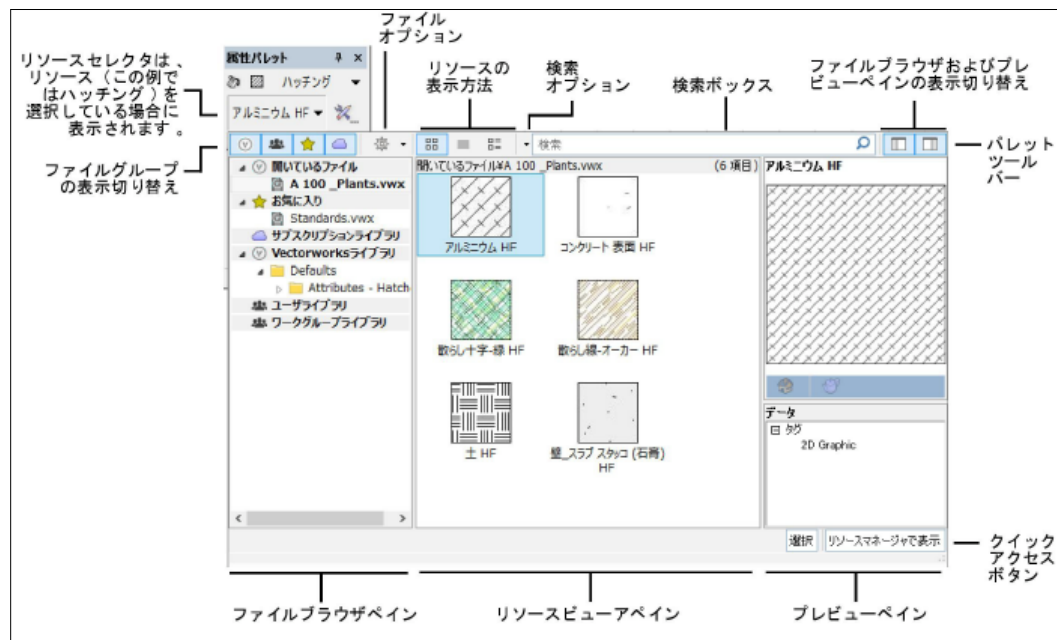 ファイル
オプション
リソースセレクタは、
リソース（この例で
はハッチング）を
選択している場合に
表示されます。
属性パレット
ハッチング
アルミニウム HF
リソースの
表示方法
検索
オプション
検索ボックス
ファイルブラウザおよびプレ
ビューペインの表示切り替え
ファイルグループ
の表示切り替え
検索
パレット
ツール
バー
開いているファイル
A 100 _Plants.vwx
お気に入り
Standards.vwx
サブスクリプションライブラリ
Vectorworksライブラリ
Defaults
Attributes - Hatch
ユーザライブラリ
ワークグループライブラリ
開いているファイル¥A 100 _Plants.vwx
(6 項目)
アルミニウム HF
コンクリート 表面 HF
散らし十字-緑 HF
散らし線-オーカー HF
土 HF
壁_スラブ スタッコ (石膏)
HF
アルミニウム HF
データ
タグ
2D Graphic
選択
リソースマネージャで表示
クイック
アクセス
ボタン
ファイルブラウザペイン
リソースビューアペイン
プレビューペイン